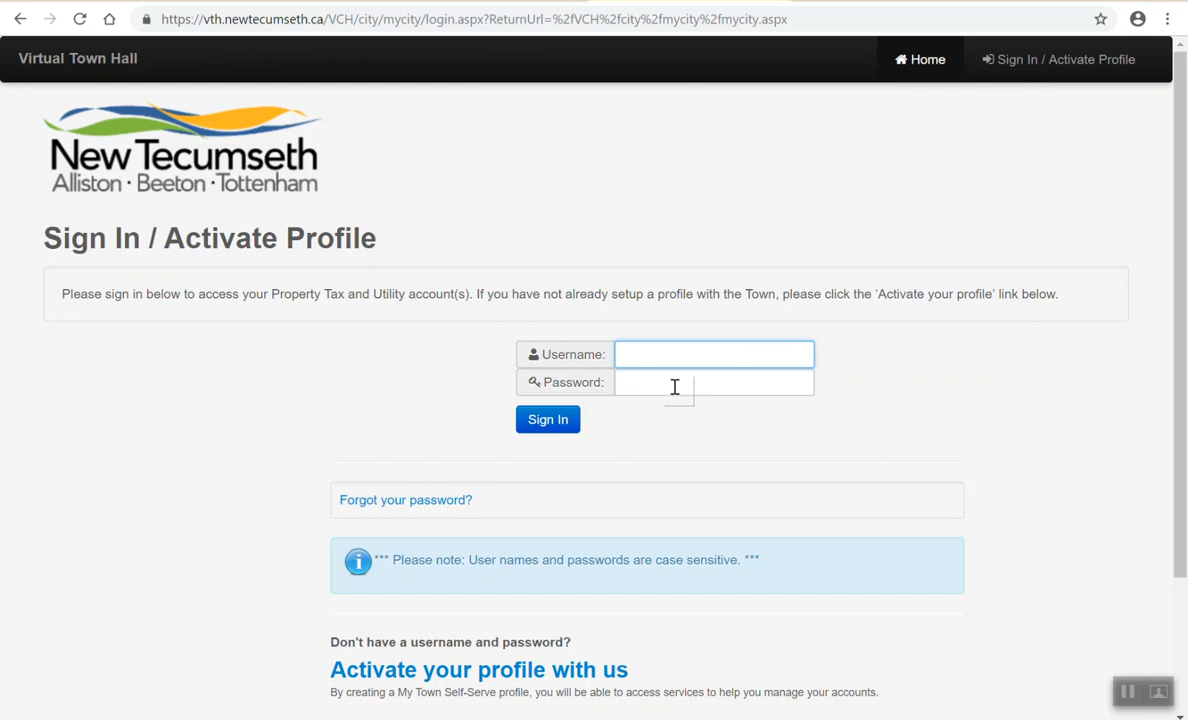 https://vth.newtecumseth.ca/VCH/city/mycity/login.aspx?ReturnUrl=%2fVCH%2fcity%2fmycity%2fmycity.aspx
Virtual Town Hall
Home
Sign In / Activate Profile
New Tecumseth
Alliston · Beeton · Tottenham
Sign In / Activate Profile
Please sign in below to access your Property Tax and Utility account(s). If you have not already setup a profile with the Town, please click the ‘Activate your profile’ link below.
Username:
Password:
Sign In
Forgot your password?
*** Please note: User names and passwords are case sensitive. ***
Don't have a username and password?
Activate your profile with us
By creating a My Town Self-Serve profile, you will be able to access services to help you manage your accounts.